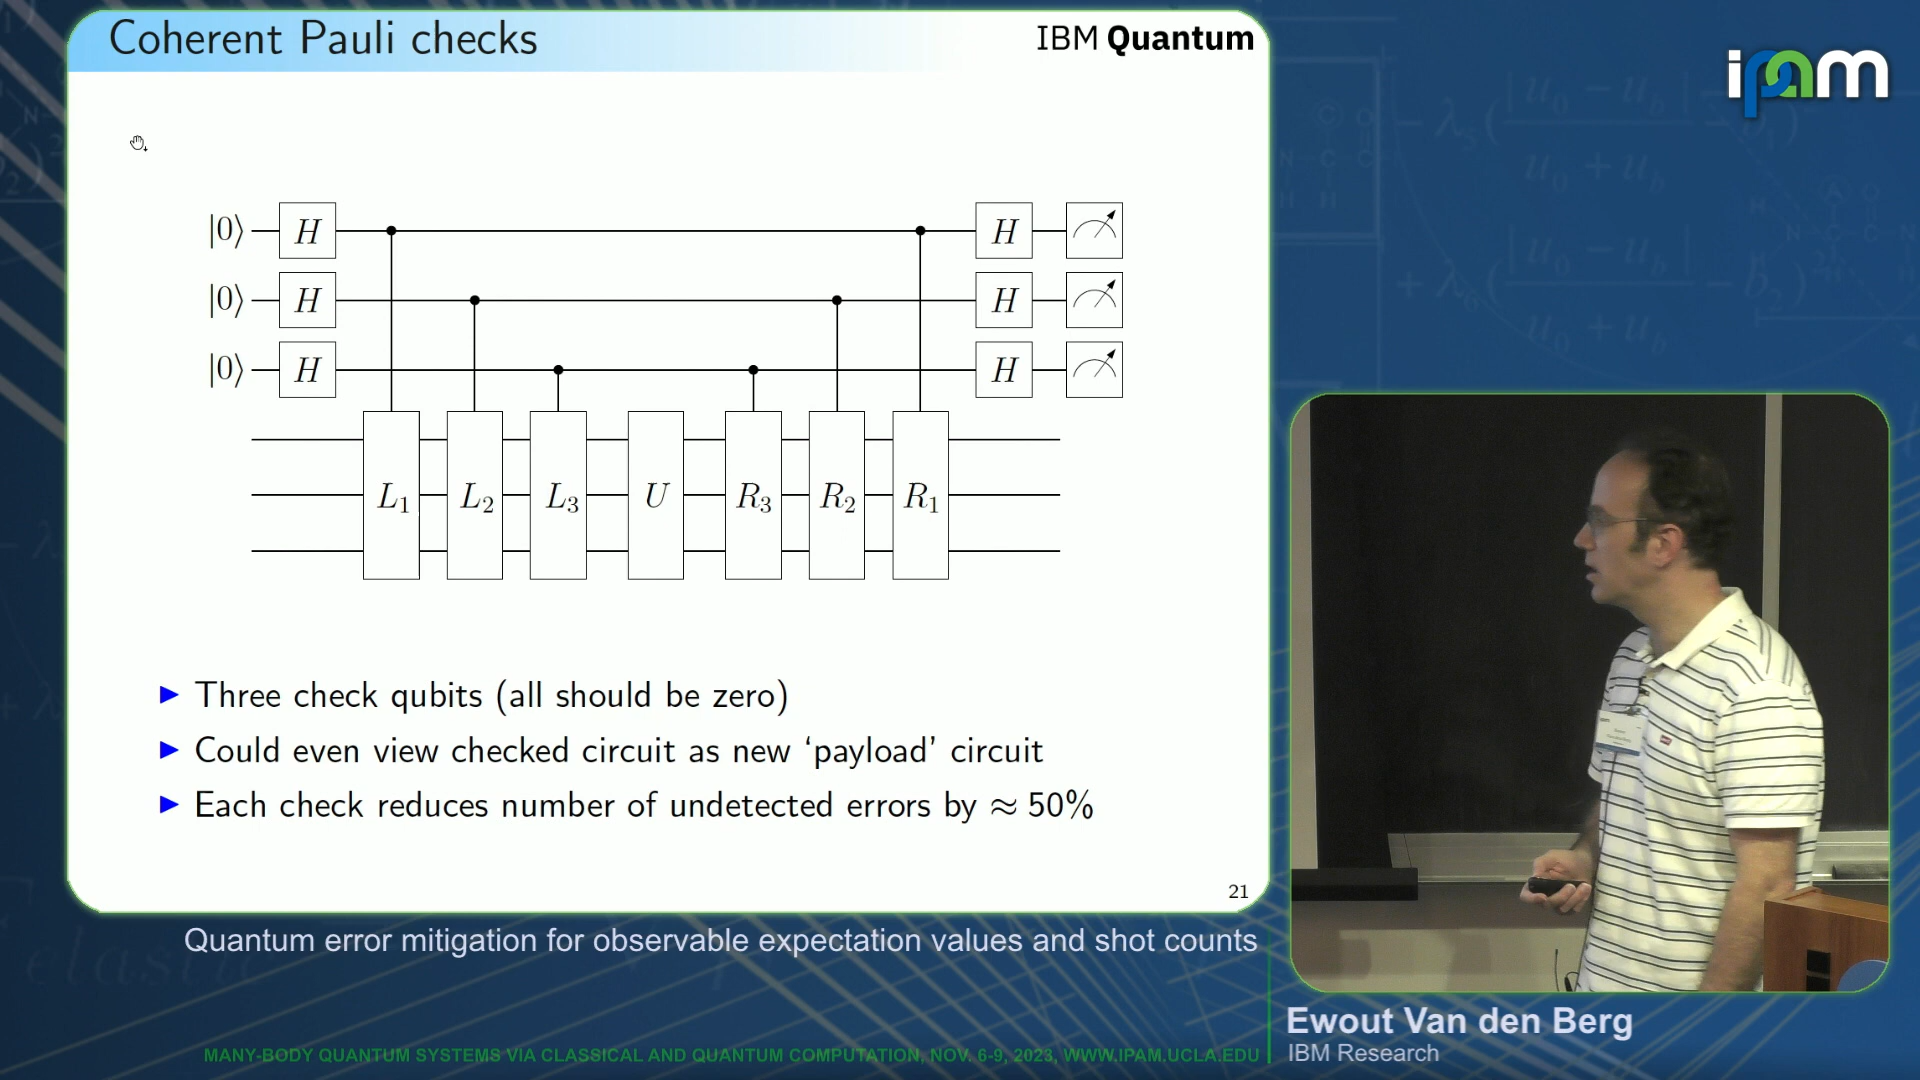 Coherent Pauli checks
IBM Quantum
ipam
|0⟩ H H
|0⟩ H H
|0⟩ H H
L₁ L₂ L₃ U R₃ R₂ R₁
▶ Three check qubits (all should be zero)
▶ Could even view checked circuit as new ‘payload’ circuit
▶ Each check reduces number of undetected errors by ≈ 50%
21
Quantum error mitigation for observable expectation values and shot counts
Ewout Van den Berg
IBM Research
MANY-BODY QUANTUM SYSTEMS VIA CLASSICAL AND QUANTUM COMPUTATION, NOV. 6-9, 2023, WWW.IPAM.UCLA.EDU